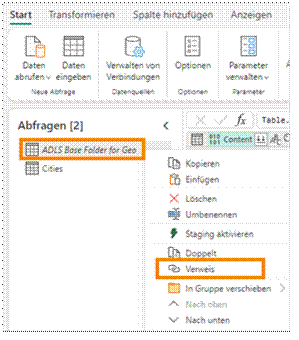 Start Transformieren Spalte hinzufügen Anzeigen
Daten abrufen Daten eingeben Verwalten von Verbindungen Optionen Parameter verwalten
Neue Abfrage Datenquellen Optionen Parameter
Abfragen [2]
fx Table.
Content
ADLS Base Folder for Geo
Cities
Kopieren
Einfügen
Löschen
Umbenennen
Staging aktivieren
Doppelt
Verweis
In Gruppe verschieben
Nach oben
Nach unten